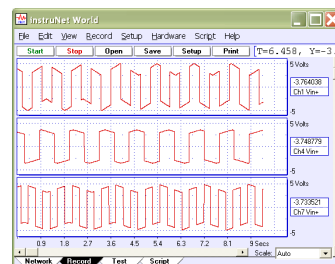 instruNet World
File Edit View Record Setup Hardware Script Help
Start Stop Open Save Setup Print T=6.458, Y=-3.
5 Volts
-3.764038
Ch1 Vin+
-5
5 Volts
-3.748779
Ch4 Vin+
-5
5 Volts
-3.733521
Ch7 Vin+
-5
0.9 1.8 2.7 3.6 4.5 5.4 6.3 7.2 8.1 9 Secs
Scale: Auto
Network Record Test Script